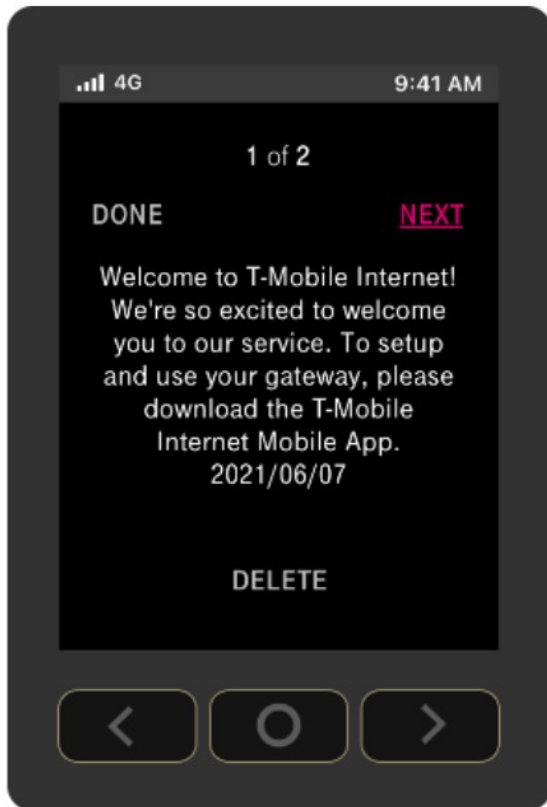 4G 9:41 AM
1 of 2
DONE NEXT
Welcome to T-Mobile Internet!
We're so excited to welcome
you to our service. To setup
and use your gateway, please
download the T-Mobile
Internet Mobile App.
2021/06/07
DELETE